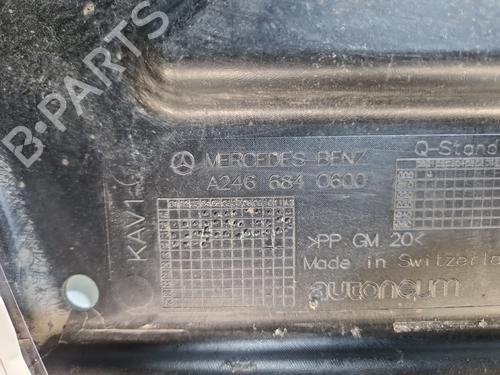 B-PARTS
KAV1
MERCEDES-BENZ
A246 684 0600
Q-Stand
>PP GM 20<
Made in Switzerla
autoneum